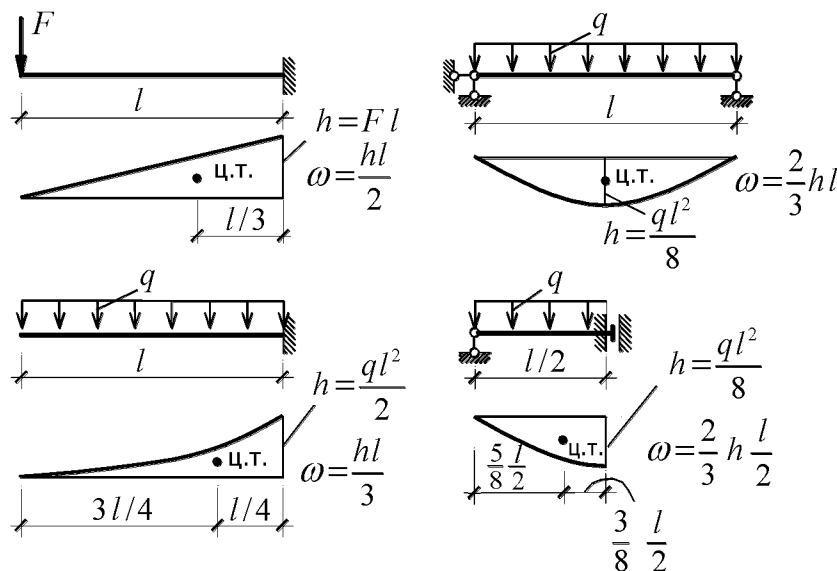 F
l
h = F l
ц.т.
ω = hl/2
l/3
q
l
ц.т.
ω = 2/3 hl
h = ql²/8
q
l
h = ql²/2
ц.т.
ω = hl/3
3l/4
l/4
q
l/2
h = ql²/8
ц.т.
5/8 l/2
ω = 2/3 h l/2
3/8 l/2